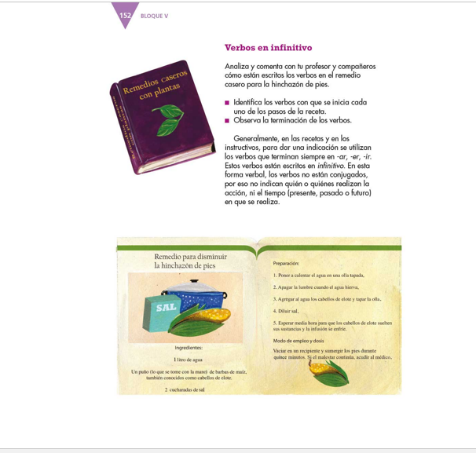 152
BLOQUE V
Verbos en infinitivo
Analiza y comenta con tu profesor y compañeros
cómo están escritos los verbos en el remedio
casero para la hinchazón de pies.
Identifica los verbos con que se inicia cada
uno de los pasos de la receta.
Observa la terminación de los verbos.
Generalmente, en las recetas y en los
instructivos, para dar una indicación se utilizan
los verbos que terminan siempre en -ar, -er, -ir.
Estos verbos están escritos en infinitivo. En esta
forma verbal, los verbos no están conjugados,
por eso no indican quién o quiénes realizan la
acción, ni el tiempo (presente, pasado o futuro)
en que se realiza.
Remedios caseros
con plantas
Remedio para disminuir
la hinchazón de pies
SAL
Ingredientes:
1 litro de agua
Un puño (lo que se tome con la mano) de barbas de maíz,
también conocidos como cabellos de elote.
2 cucharadas de sal
Preparación:
1. Poner a calentar el agua en una olla tapada.
2. Apagar la lumbre cuando el agua hierva.
3. Agregar al agua los cabellos de elote y tapar la olla.
4. Diluir sal.
5. Esperar media hora para que los cabellos de elote suelten
sus sustancias y la infusión se enfríe.
Modo de empleo y dosis
Vaciar en un recipiente y sumergir los pies durante
quince minutos. Si el malestar continúa, acudir al médico.